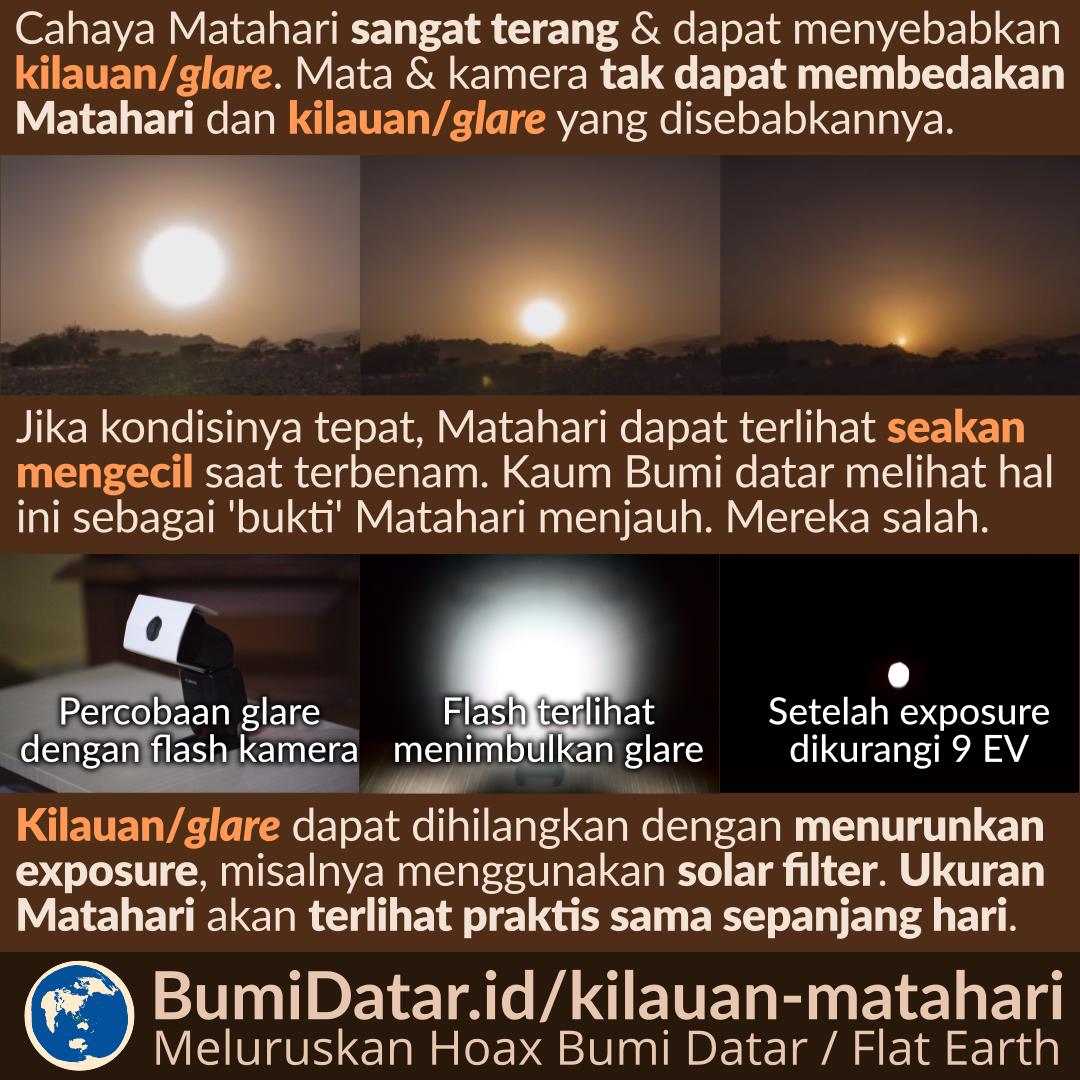 Cahaya Matahari sangat terang & dapat menyebabkan
kilauan/glare. Mata & kamera tak dapat membedakan
Matahari dan kilauan/glare yang disebabkannya.
Jika kondisinya tepat, Matahari dapat terlihat seakan
mengecil saat terbenam. Kaum Bumi datar melihat hal
ini sebagai 'bukti' Matahari menjauh. Mereka salah.
Percobaan glare
dengan flash kamera
Flash terlihat
menimbulkan glare
Setelah exposure
dikurangi 9 EV
Kilauan/glare dapat dihilangkan dengan menurunkan
exposure, misalnya menggunakan solar filter. Ukuran
Matahari akan terlihat praktis sama sepanjang hari.
BumiDatar.id/kilauan-matahari
Meluruskan Hoax Bumi Datar / Flat Earth